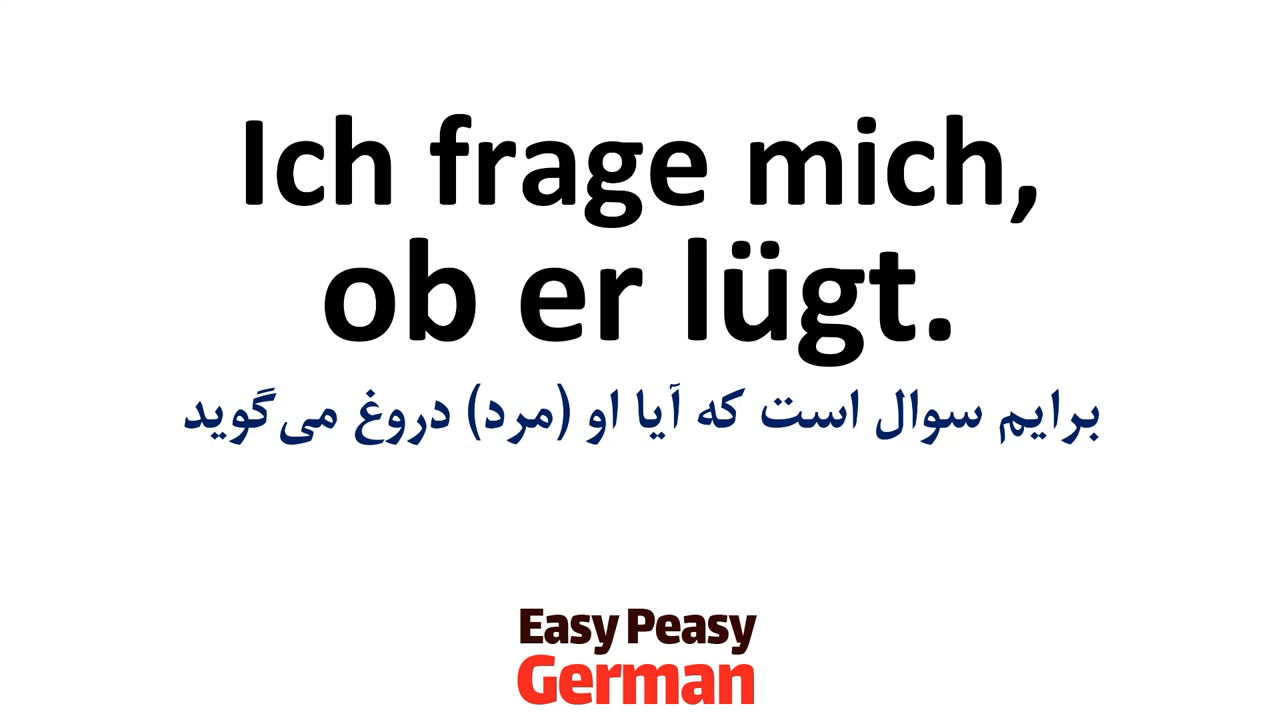 Ich frage mich,
ob er lügt.
برایم سوال است که آیا او (مرد) دروغ می‌گوید
Easy Peasy
German